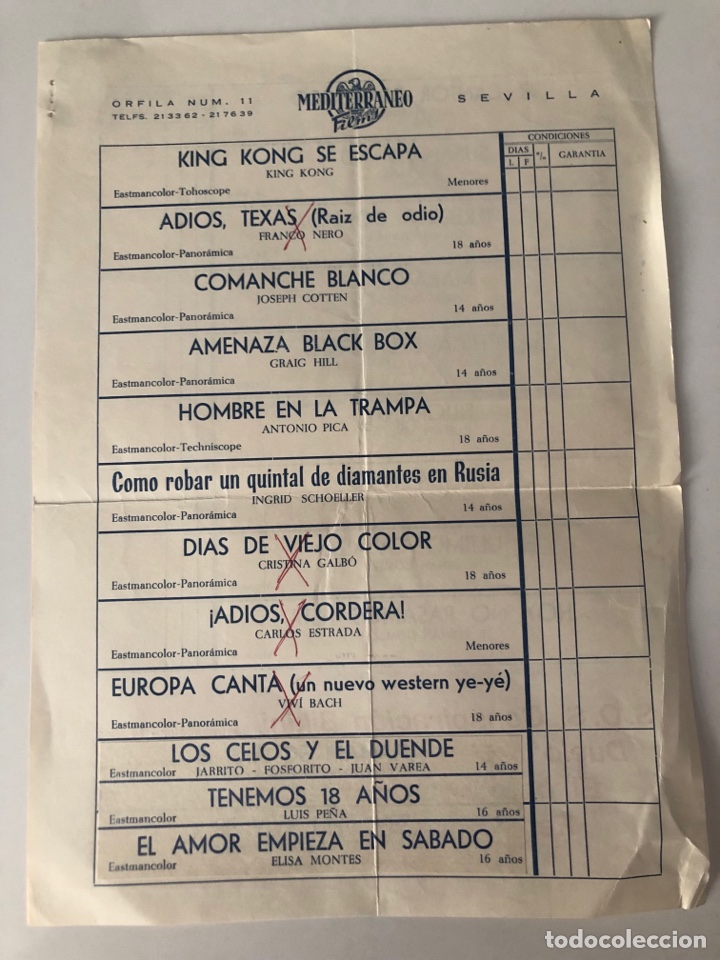 ORFILA NUM. 11
TELFS. 213362 - 217639
MEDITERRANEO
Films
SEVILLA
CONDICIONES
DIAS
L F
º/o
GARANTIA
KING KONG SE ESCAPA
KING KONG
Eastmancolor-Tohoscope Menores
ADIOS, TEXAS (Raiz de odio)
FRANCO NERO
Eastmancolor-Panorámica 18 años
COMANCHE BLANCO
JOSEPH COTTEN
Eastmancolor-Panorámica 14 años
AMENAZA BLACK BOX
GRAIG HILL
Eastmancolor-Panorámica 14 años
HOMBRE EN LA TRAMPA
ANTONIO PICA
Eastmancolor-Techniscope 18 años
Como robar un quintal de diamantes en Rusia
INGRID SCHOELLER
Eastmancolor-Panorámica 14 años
DIAS DE VIEJO COLOR
CRISTINA GALBÓ
Eastmancolor-Panorámica 18 años
¡ADIOS, CORDERA!
CARLOS ESTRADA
Eastmancolor-Panorámica Menores
EUROPA CANTA (un nuevo western ye-yé)
VIVÍ BACH
Eastmancolor-Panorámica 18 años
LOS CELOS Y EL DUENDE
Eastmancolor JARRITO - FOSFORITO - JUAN VAREA 14 años
TENEMOS 18 AÑOS
Eastmancolor LUIS PEÑA 16 años
EL AMOR EMPIEZA EN SABADO
Eastmancolor ELISA MONTES 16 años
todocoleccion